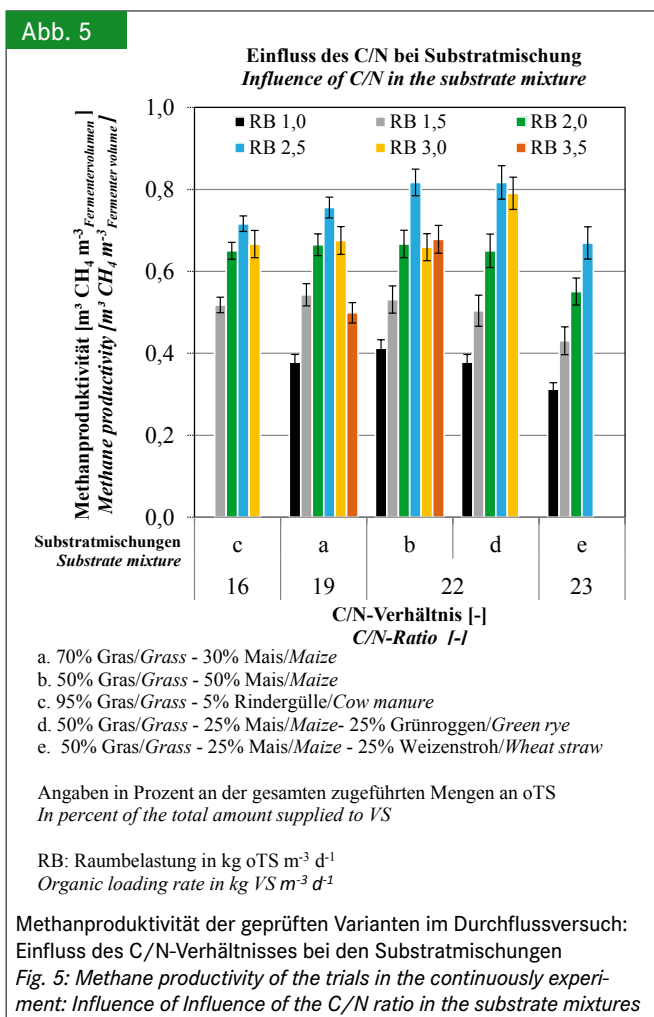 Abb. 5
Einfluss des C/N bei Substratmischung
Influence of C/N in the substrate mixture
Methanproduktivität [m³ CH₄ m⁻³ Fermentervolumen]
Methane productivity [m³ CH₄ m⁻³ Fermenter volume]
1,0
0,8
0,6
0,4
0,2
0,0
RB 1,0 RB 1,5 RB 2,0
RB 2,5 RB 3,0 RB 3,5
Substratmischungen
Substrate mixture
c a b d e
16 19 22 23
C/N-Verhältnis [-]
C/N-Ratio [-]
a. 70% Gras/Grass - 30% Mais/Maize
b. 50% Gras/Grass - 50% Mais/Maize
c. 95% Gras/Grass - 5% Rindergülle/Cow manure
d. 50% Gras/Grass - 25% Mais/Maize- 25% Grünroggen/Green rye
e. 50% Gras/Grass - 25% Mais/Maize - 25% Weizenstroh/Wheat straw
Angaben in Prozent an der gesamten zugeführten Mengen an oTS
In percent of the total amount supplied to VS
RB: Raumbelastung in kg oTS m⁻³ d⁻¹
Organic loading rate in kg VS m⁻³ d⁻¹
Methanproduktivität der geprüften Varianten im Durchflussversuch:
Einfluss des C/N-Verhältnisses bei den Substratmischungen
Fig. 5: Methane productivity of the trials in the continuously experi-
ment: Influence of Influence of the C/N ratio in the substrate mixtures